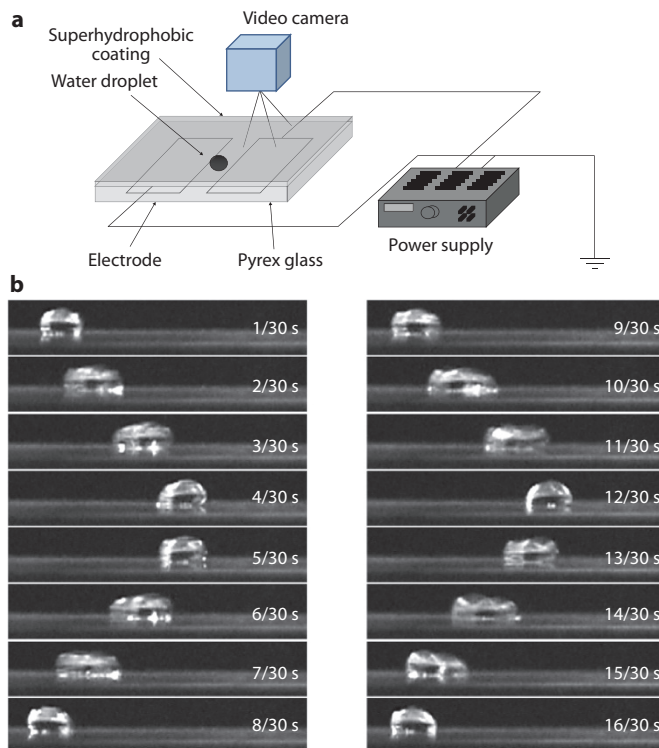 a
Video camera
Superhydrophobic
coating
Water droplet
Electrode
Pyrex glass
Power supply
b
1/30 s
2/30 s
3/30 s
4/30 s
5/30 s
6/30 s
7/30 s
8/30 s
9/30 s
10/30 s
11/30 s
12/30 s
13/30 s
14/30 s
15/30 s
16/30 s